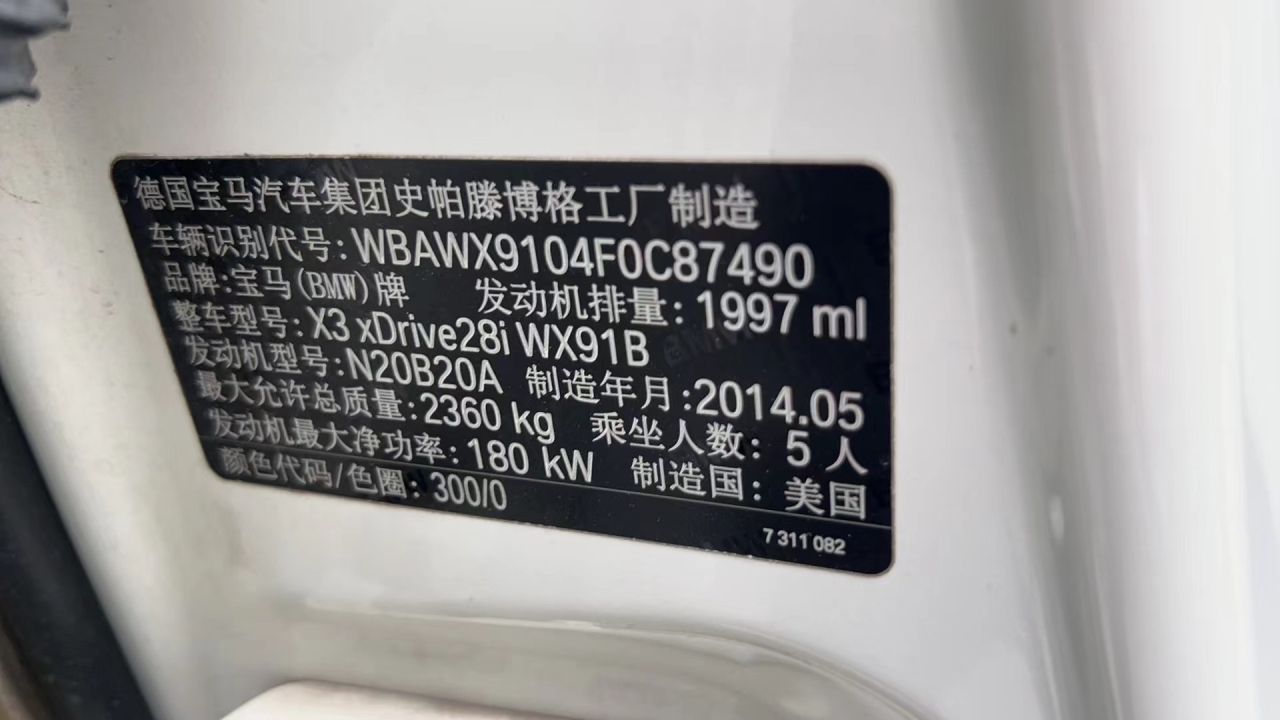 德国宝马汽车集团史帕滕博格工厂制造
车辆识别代号：WBAWX9104F0C87490
品牌：宝马(BMW)牌 发动机排量：1997 ml
整车型号：X3 xDrive28i WX91B
发动机型号：N20B20A 制造年月：2014.05
最大允许总质量：2360 kg 乘坐人数：5人
发动机最大净功率：180 kW 制造国：美国
颜色代码/色圈：300/0
7 311 082